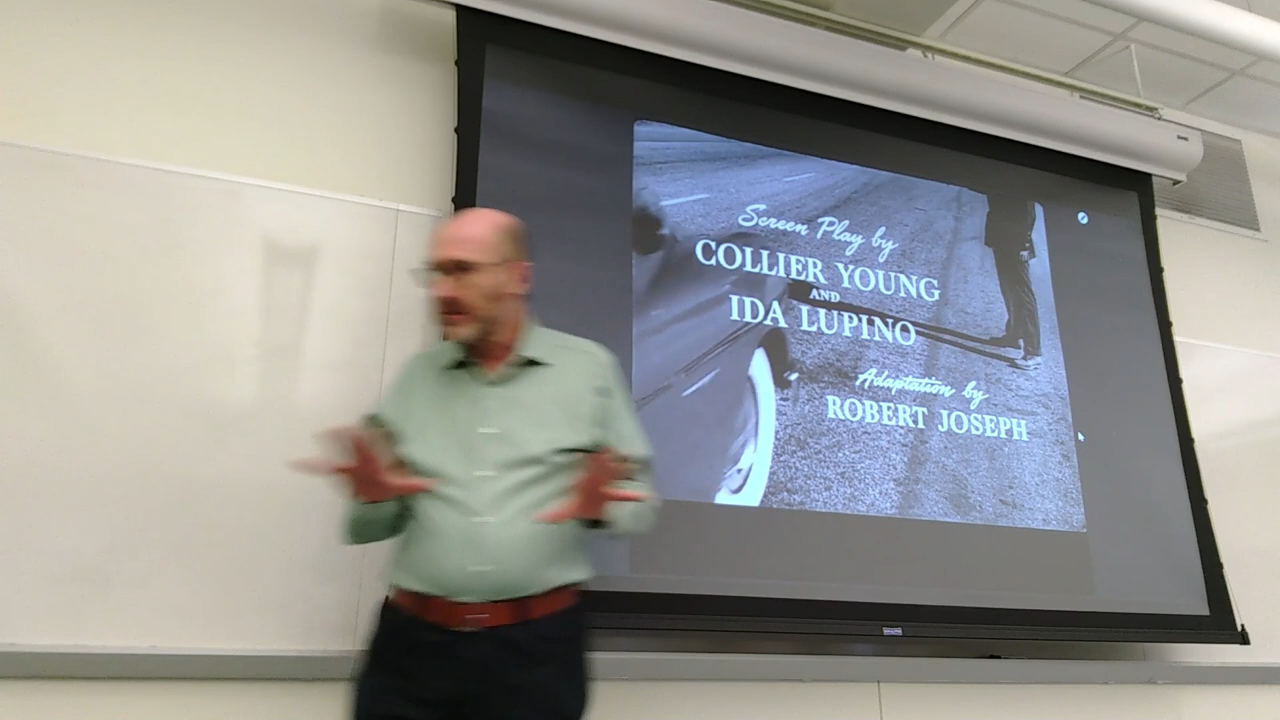 Screen Play by
COLLIER YOUNG
AND
IDA LUPINO
Adaptation by
ROBERT JOSEPH